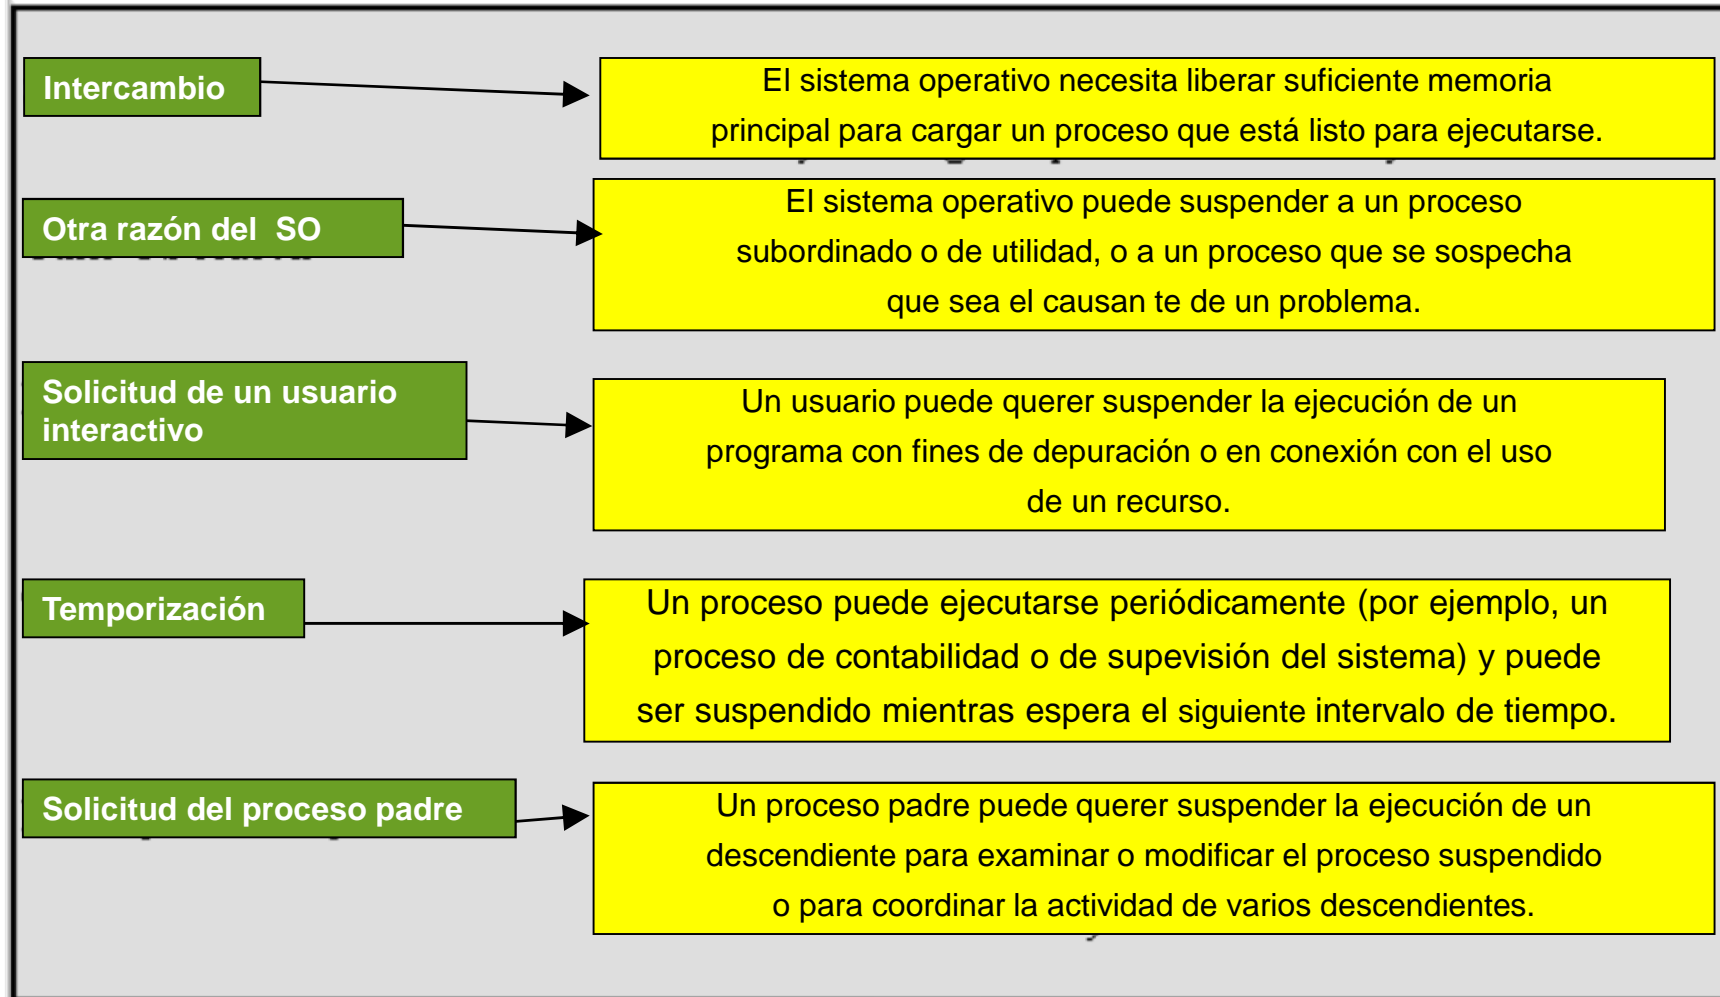 Intercambio
El sistema operativo necesita liberar suficiente memoria
principal para cargar un proceso que está listo para ejecutarse.
Otra razón del  SO
El sistema operativo puede suspender a un proceso
subordinado o de utilidad, o a un proceso que se sospecha
que sea el causan te de un problema.
Solicitud de un usuario
interactivo
Un usuario puede querer suspender la ejecución de un
programa con fines de depuración o en conexión con el uso
de un recurso.
Temporización
Un proceso puede ejecutarse periódicamente (por ejemplo, un
proceso de contabilidad o de supevisión del sistema) y puede
ser suspendido mientras espera el siguiente intervalo de tiempo.
Solicitud del proceso padre
Un proceso padre puede querer suspender la ejecución de un
descendiente para examinar o modificar el proceso suspendido
o para coordinar la actividad de varios descendientes.